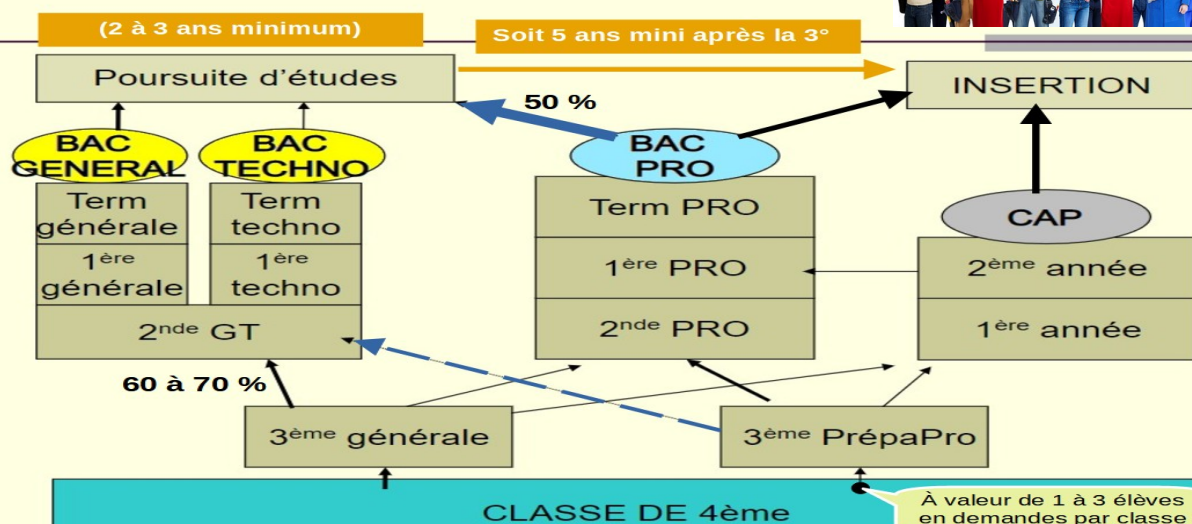 (2 à 3 ans minimum)
Soit 5 ans mini après la 3°
Poursuite d'études
50 %
INSERTION
BAC
GENERAL
BAC
TECHNO
BAC
PRO
Term
générale
Term
techno
Term PRO
CAP
1ère
générale
1ère
techno
1ère PRO
2ème année
2nde GT
2nde PRO
1ère année
60 à 70 %
3ème générale
3ème PrépaPro
CLASSE DE 4ème
À valeur de 1 à 3 élèves
en demandes par classe